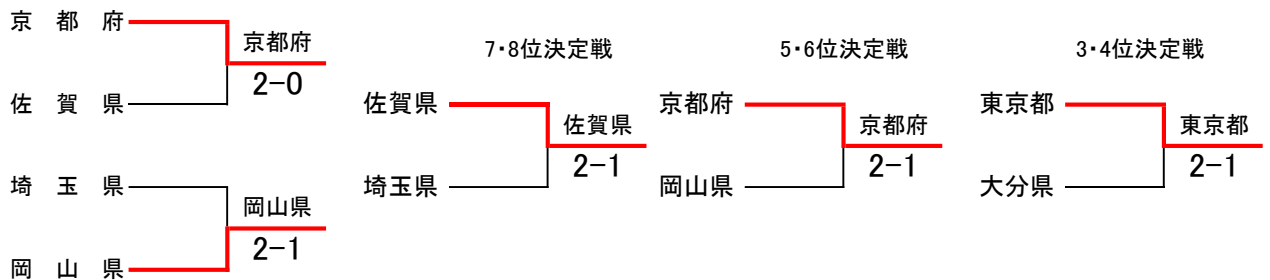 京都府
京都府
2-0
佐賀県
埼玉県
岡山県
2-1
岡山県
7・8位決定戦
佐賀県
佐賀県
2-1
埼玉県
5・6位決定戦
京都府
京都府
2-1
岡山県
3・4位決定戦
東京都
東京都
2-1
大分県